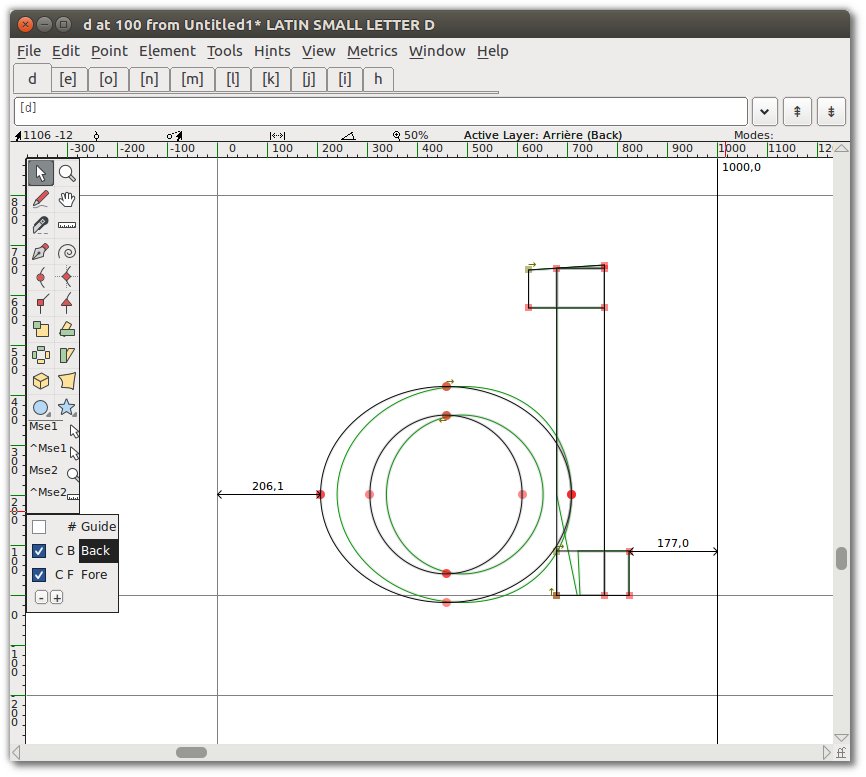 d at 100 from Untitled1* LATIN SMALL LETTER D
File Edit Point Element Tools Hints View Metrics Window Help
d [e] [o] [n] [m] [l] [k] [j] [i] h
[d]
1106 -12 50% Active Layer: Arrière (Back) Modes:
-300 -200 -100 0 100 200 300 400 500 600 700 800 900 1000 1100 12
1000,0
800
700
600
500
400
300
200
100
0
-100
-200
Mse1
^Mse1
Mse2
^Mse2
206,1
177,0
# Guide
C B Back
C F Fore
- +